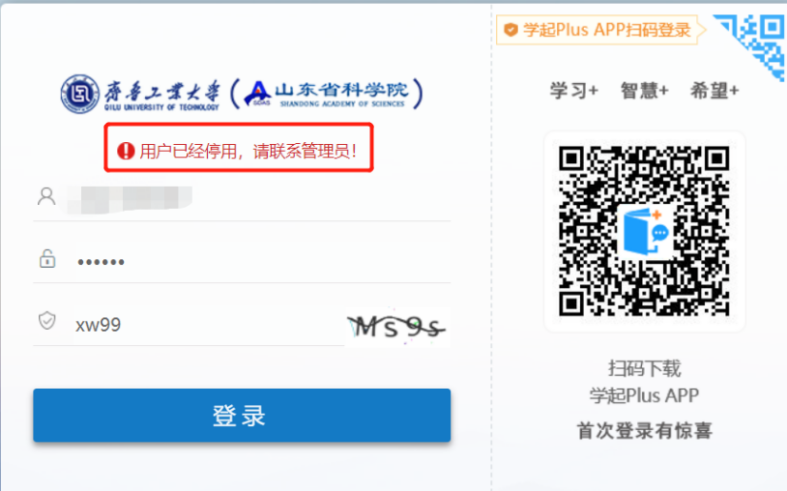 齐鲁工业大学(山东省科学院)
QILU UNIVERSITY OF TECHNOLOGY SHANDONG ACADEMY OF SCIENCES
SDAS
用户已经停用，请联系管理员！
••••••
xw99
Ms9s
登录
学起Plus APP扫码登录
学习+ 智慧+ 希望+
扫码下载
学起Plus APP
首次登录有惊喜